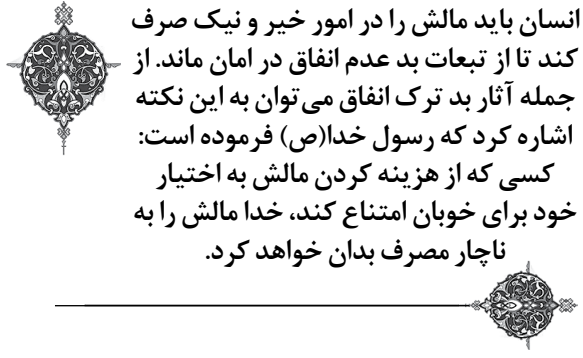 انسان باید مالش را در امور خیر و نیک صرف
کند تا از تبعات بد عدم انفاق در امان ماند. از
جمله آثار بد ترک انفاق می‌توان به این نکته
اشاره کرد که رسول خدا(ص) فرموده است:
کسی که از هزینه کردن مالش به اختیار
خود برای خوبان امتناع کند، خدا مالش را به
ناچار مصرف بدان خواهد کرد.